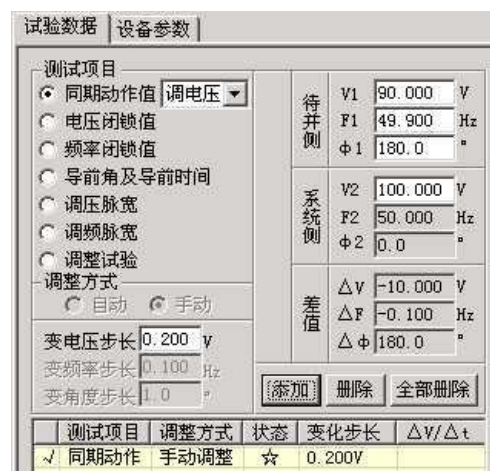 试验数据 设备参数
测试项目
同期动作值 调电压
电压闭锁值
频率闭锁值
导前角及导前时间
调压脉宽
调频脉宽
调整试验
调整方式
自动 手动
变电压步长 0.200 V
变频率步长 0.100 Hz
变角度步长 1.0 °
待并侧
V1 90.000 V
F1 49.900 Hz
φ1 180.0 °
系统侧
V2 100.000 V
F2 50.000 Hz
φ2 0.0 °
差值
△V -10.000 V
△F -0.100 Hz
△φ 180.0 °
添加 删除 全部删除
测试项目 调整方式 状态 变化步长 △V/△t
√ 同期动作 手动调整 ☆ 0.200V